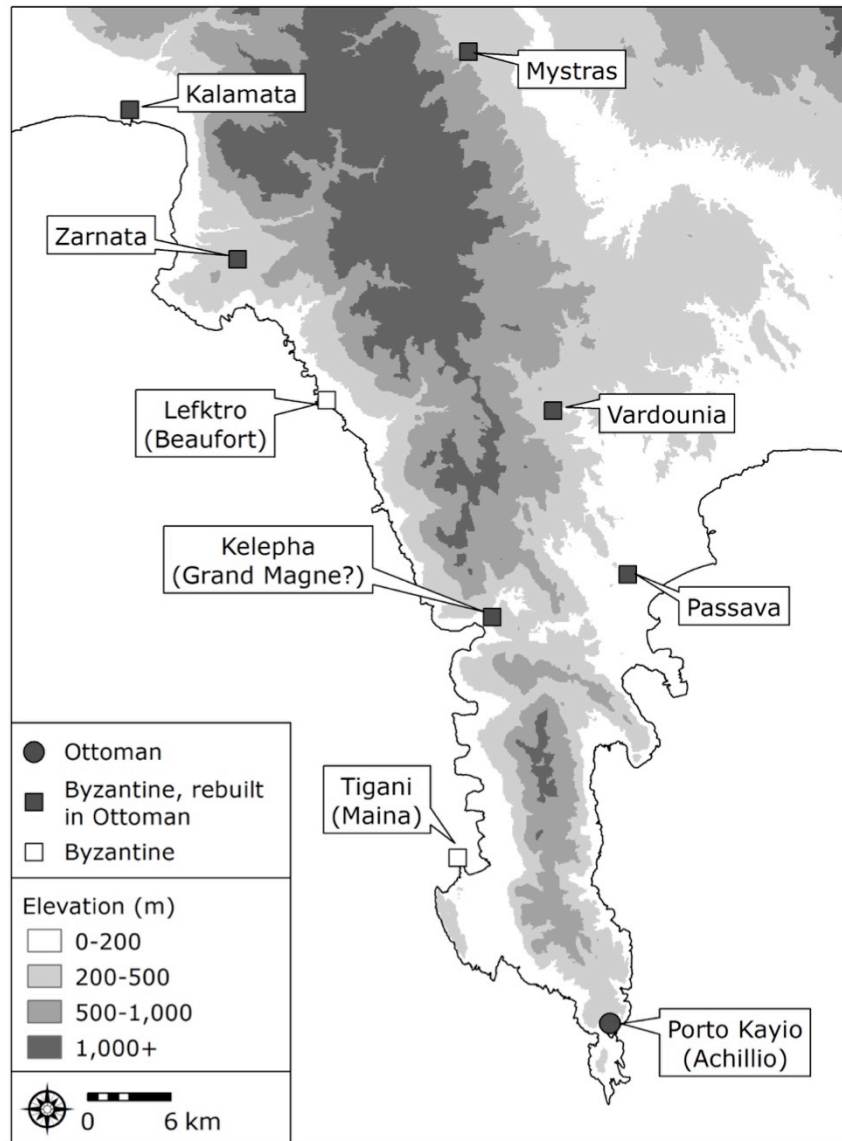 Mystras
Kalamata
Zarnata
Lefktro
(Beaufort)
Vardounia
Kelepha
(Grand Magne?)
Passava
Tigani
(Maina)
Porto Kayio
(Achillio)
Ottoman
Byzantine, rebuilt
in Ottoman
Byzantine
Elevation (m)
0-200
200-500
500-1,000
1,000+
0 6 km